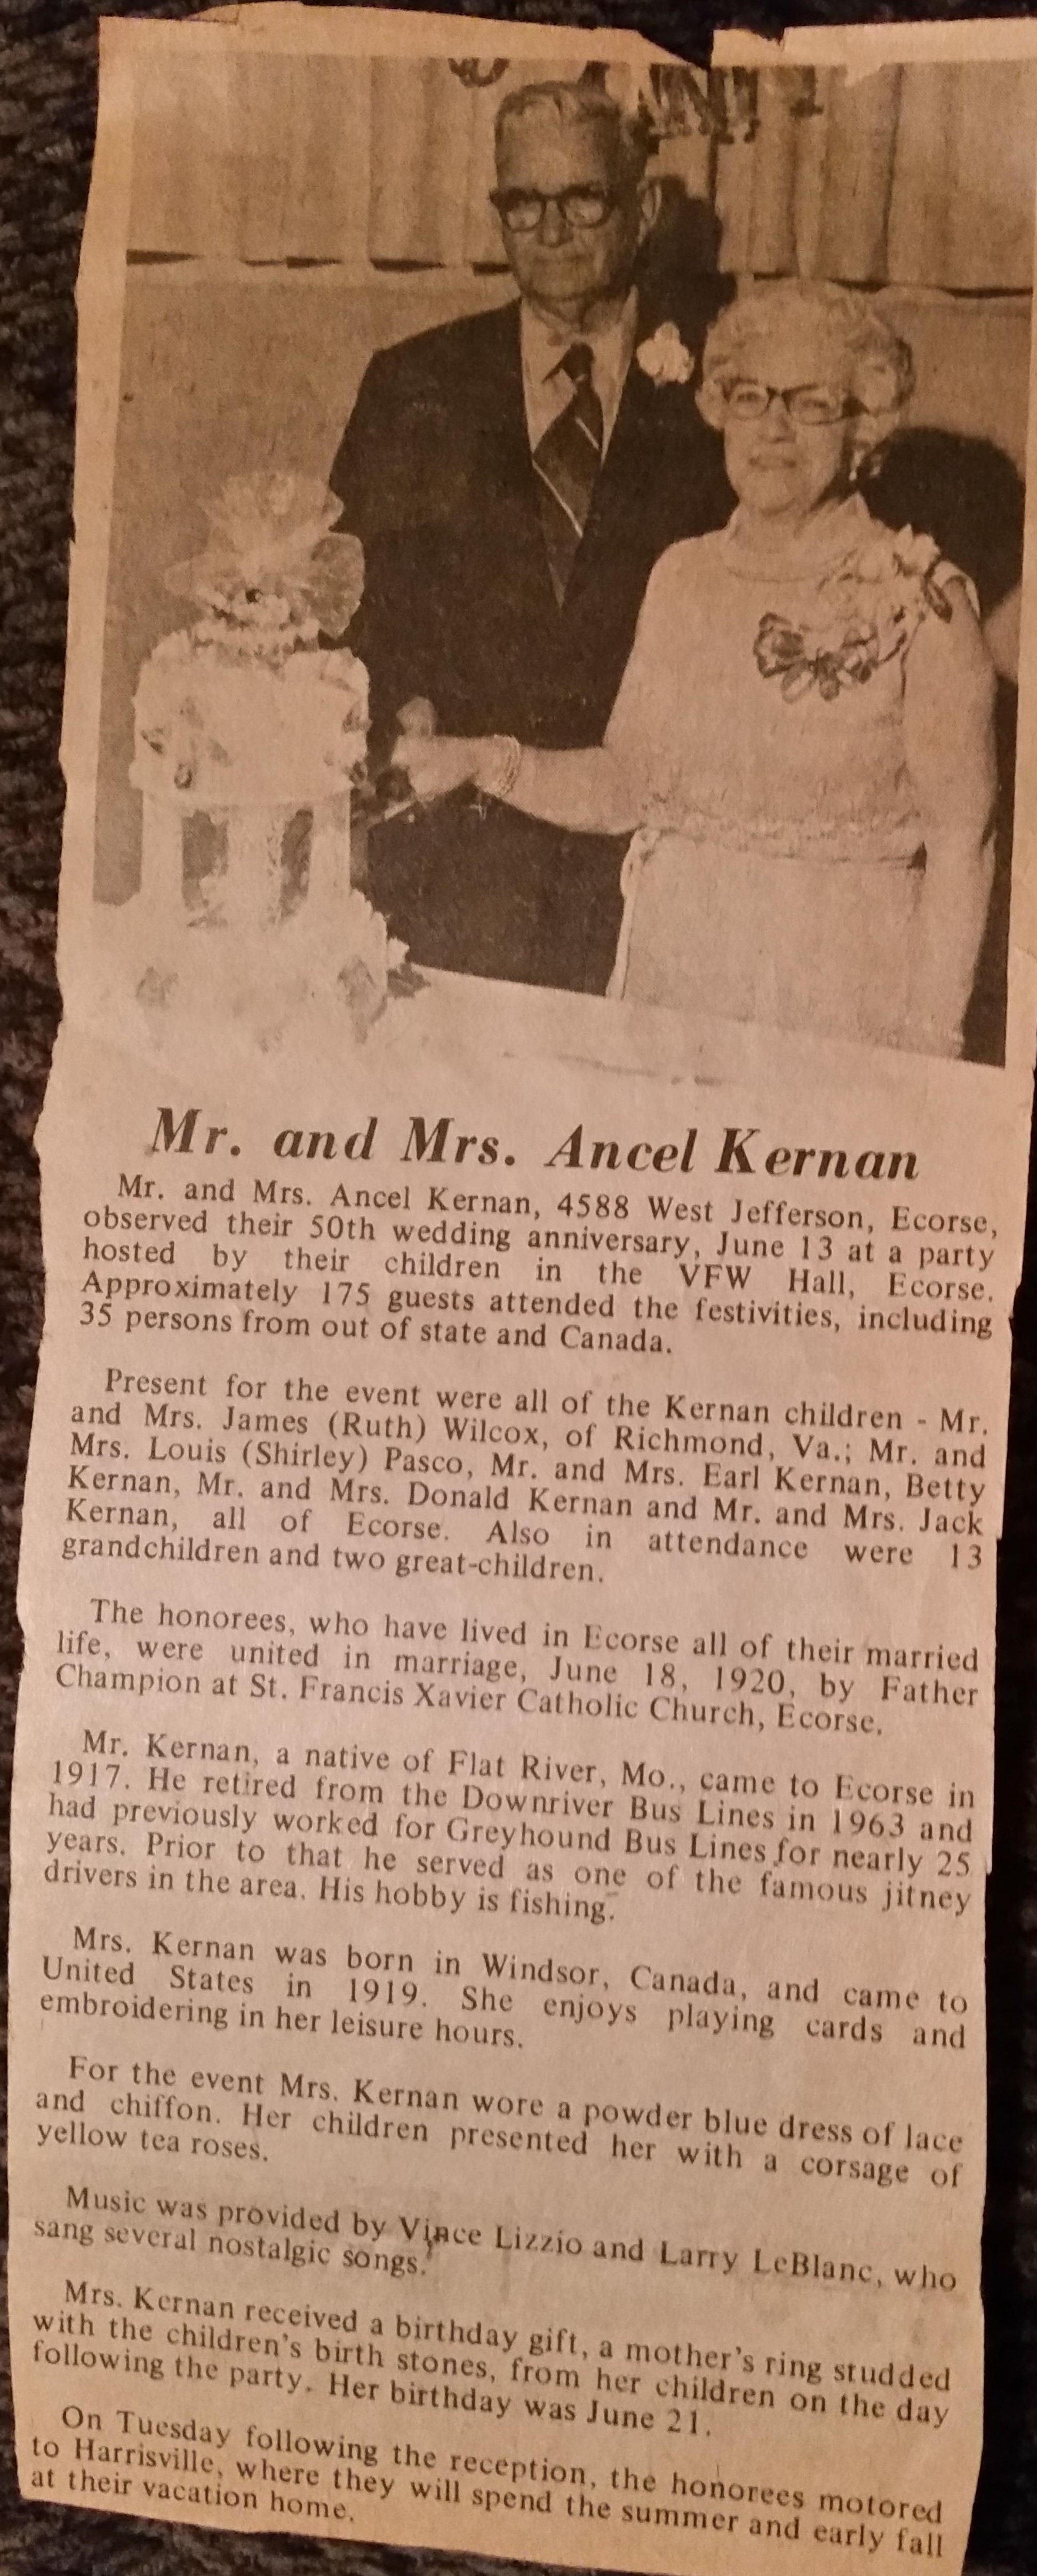 Mr. and Mrs. Ancel Kernan
Mr. and Mrs. Ancel Kernan, 4588 West Jefferson, Ecorse,
observed their 50th wedding anniversary, June 13 at a party
hosted by their children in the VFW Hall, Ecorse.
Approximately 175 guests attended the festivities, including
35 persons from out of state and Canada.
Present for the event were all of the Kernan children - Mr.
and Mrs. James (Ruth) Wilcox, of Richmond, Va.; Mr. and
Mrs. Louis (Shirley) Pasco, Mr. and Mrs. Earl Kernan, Betty
Kernan, Mr. and Mrs. Donald Kernan and Mr. and Mrs. Jack
Kernan, all of Ecorse. Also in attendance were 13
grandchildren and two great-children.
The honorees, who have lived in Ecorse all of their married
life, were united in marriage, June 18, 1920, by Father
Champion at St. Francis Xavier Catholic Church, Ecorse.
Mr. Kernan, a native of Flat River, Mo., came to Ecorse in
1917. He retired from the Downriver Bus Lines in 1963 and
had previously worked for Greyhound Bus Lines for nearly 25
years. Prior to that he served as one of the famous jitney
drivers in the area. His hobby is fishing.
Mrs. Kernan was born in Windsor, Canada, and came to
United States in 1919. She enjoys playing cards and
embroidering in her leisure hours.
For the event Mrs. Kernan wore a powder blue dress of lace
and chiffon. Her children presented her with a corsage of
yellow tea roses.
Music was provided by Vince Lizzio and Larry LeBlanc, who
sang several nostalgic songs.
Mrs. Kernan received a birthday gift, a mother's ring studded
with the children's birth stones, from her children on the day
following the party. Her birthday was June 21.
On Tuesday following the reception, the honorees motored
to Harrisville, where they will spend the summer and early fall
at their vacation home.